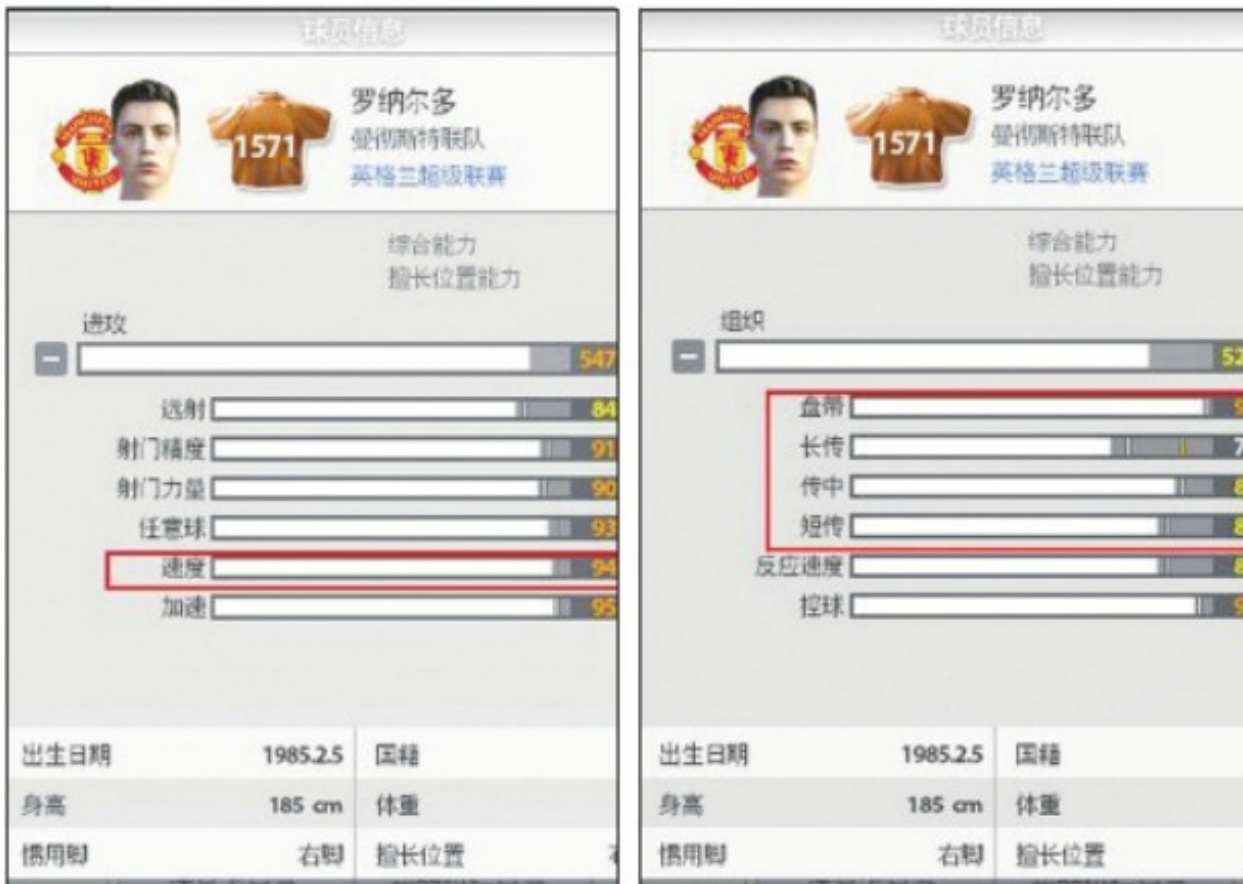 球员信息
1571
罗纳尔多
曼彻斯特联队
英格兰超级联赛
综合能力
擅长位置能力
进攻
547
远射 84
射门精度 91
射门力量 90
任意球 93
速度 94
加速 95
出生日期 1985.2.5 国籍
身高 185 cm 体重
惯用脚 右脚 擅长位置
球员信息
1571
罗纳尔多
曼彻斯特联队
英格兰超级联赛
综合能力
擅长位置能力
组织
52
盘带 9
长传 7
传中 8
短传 8
反应速度 8
控球 9
出生日期 1985.2.5 国籍
身高 185 cm 体重
惯用脚 右脚 擅长位置